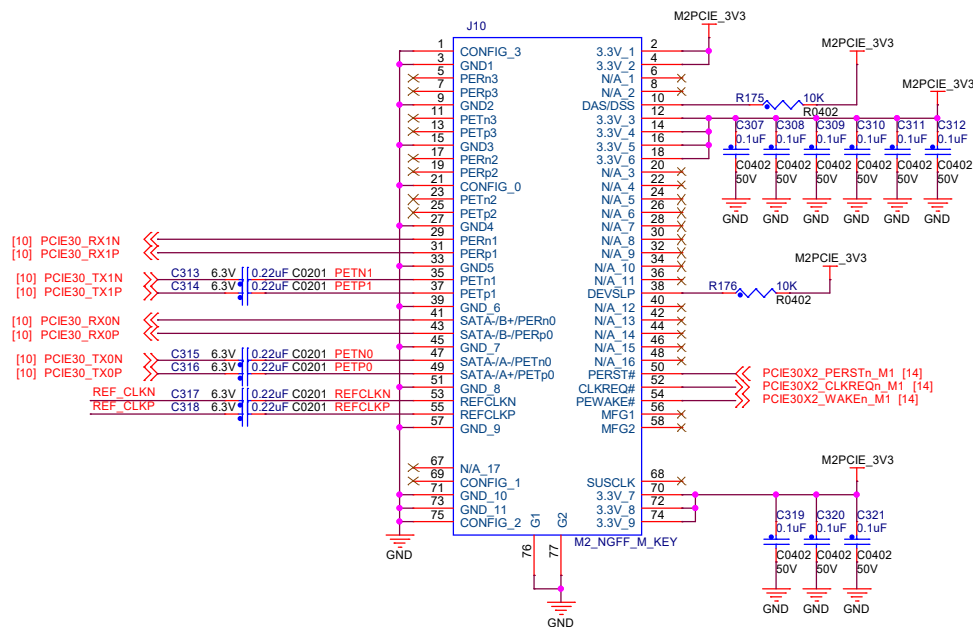 M2PCIE_3V3
J10
M2PCIE_3V3
1 CONFIG_3 3.3V_1 2
3 GND1 3.3V_2 4
5 PERn3 N/A_1 6
7 PERp3 N/A_2 8
M2PCIE_3V3
9 GND2 DAS/DSS 10 R175 10K R0402
11 PETn3 3.3V_3 12
13 PETp3 3.3V_4 14
15 GND3 3.3V_5 16
17 PERn2 3.3V_6 18
C307 C308 C309 C310 C311 C312
0.1uF 0.1uF 0.1uF 0.1uF 0.1uF 0.1uF
C0402 C0402 C0402 C0402 C0402 C0402
50V 50V 50V 50V 50V 50V
GND GND GND GND GND GND
19 PERp2 N/A_3 20
21 CONFIG_0 N/A_4 22
23 PETn2 N/A_5 24
25 PETp2 N/A_6 26
27 GND4 N/A_7 28
[10] PCIE30_RX1N 29 PERn1 N/A_8 30
[10] PCIE30_RX1P 31 PERp1 N/A_9 32
33 GND5 N/A_10 34
M2PCIE_3V3
[10] PCIE30_TX1N C313 6.3V 0.22uF C0201 PETN1 35 PETn1 N/A_11 36
[10] PCIE30_TX1P C314 6.3V 0.22uF C0201 PETP1 37 PETp1 DEVSLP 38 R176 10K R0402
39 GND_6 N/A_12 40
[10] PCIE30_RX0N 41 SATA-/B+/PERn0 N/A_13 42
[10] PCIE30_RX0P 43 SATA-/B-/PERp0 N/A_14 44
45 GND_7 N/A_15 46
[10] PCIE30_TX0N C315 6.3V 0.22uF C0201 PETN0 47 SATA-/A-/PETn0 N/A_16 48
[10] PCIE30_TX0P C316 6.3V 0.22uF C0201 PETP0 49 SATA-/A+/PETp0 PERST# 50 PCIE30X2_PERSTn_M1 [14]
51 GND_8 CLKREQ# 52 PCIE30X2_CLKREQn_M1 [14]
REF_CLKN C317 6.3V 0.22uF C0201 REFCLKN 53 REFCLKN PEWAKE# 54 PCIE30X2_WAKEn_M1 [14]
REF_CLKP C318 6.3V 0.22uF C0201 REFCLKP 55 REFCLKP MFG1 56
57 GND_9 MFG2 58
M2PCIE_3V3
67 N/A_17 SUSCLK 68
69 CONFIG_1 3.3V_7 70
71 GND_10 3.3V_8 72
73 GND_11 3.3V_9 74
75 CONFIG_2
C319 C320 C321
0.1uF 0.1uF 0.1uF
C0402 C0402 C0402
50V 50V 50V
GND GND GND
G1 G2
M2_NGFF_M_KEY
76 77
GND
GND